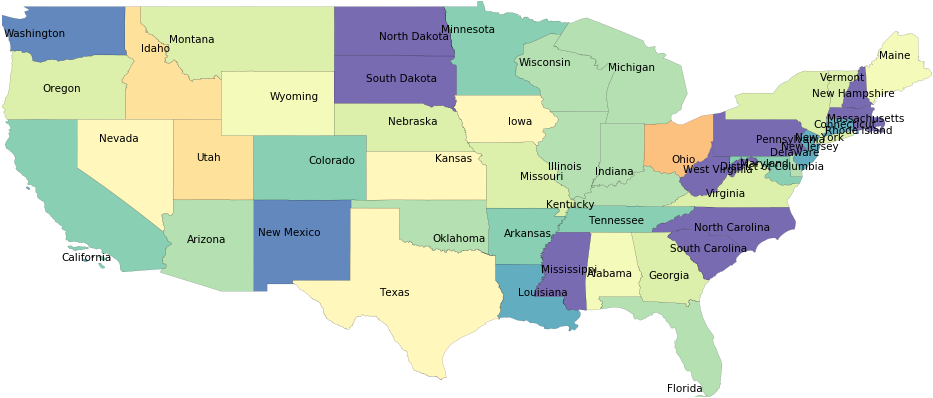 Washington
Montana
North Dakota
Minnesota
Idaho
Maine
Wisconsin
Michigan
South Dakota
Vermont
Oregon
Wyoming
New Hampshire
Nebraska
Iowa
Massachusetts
Connecticut
Rhode Island
Nevada
Pennsylvania
New York
New Jersey
Utah
Colorado
Kansas
Illinois
Ohio
Delaware
Maryland
District of Columbia
West Virginia
Indiana
Missouri
Virginia
Kentucky
Tennessee
North Carolina
Arizona
New Mexico
Oklahoma
Arkansas
South Carolina
California
Mississippi
Alabama
Georgia
Texas
Louisiana
Florida